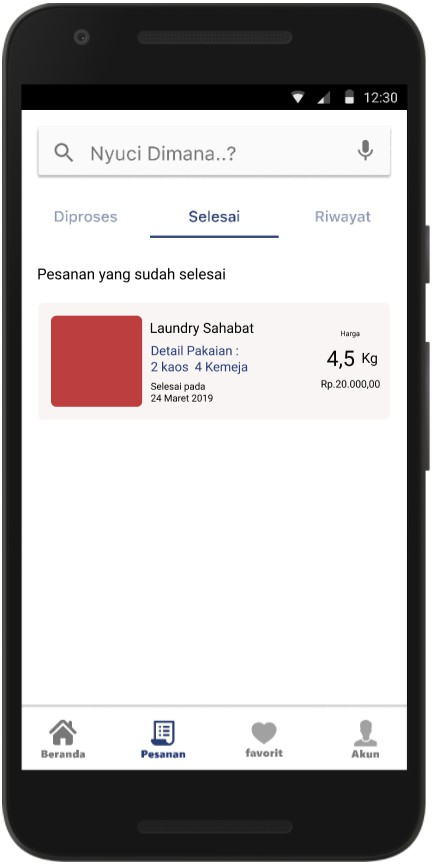 12:30
Nyuci Dimana..?
Diproses Selesai Riwayat
Pesanan yang sudah selesai
Laundry Sahabat
Detail Pakaian :
2 kaos 4 Kemeja
Selesai pada
24 Maret 2019
Harga
4,5 Kg
Rp.20.000,00
Beranda Pesanan favorit Akun